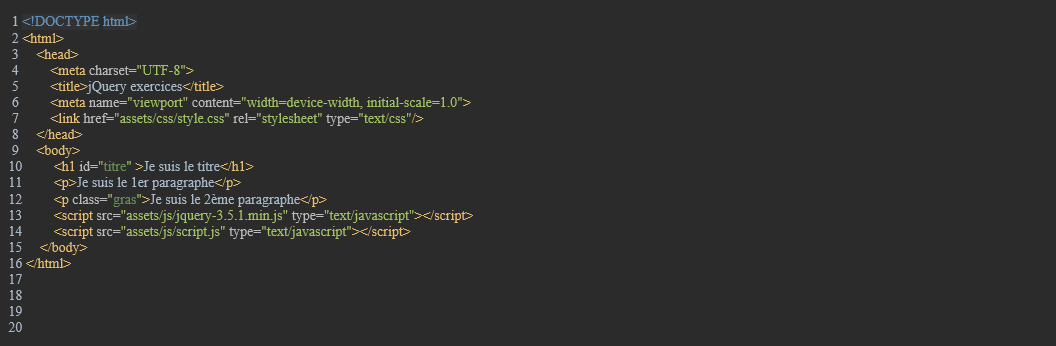 1 <!DOCTYPE html>
2 <html>
3 <head>
4 <meta charset="UTF-8">
5 <title>jQuery exercices</title>
6 <meta name="viewport" content="width=device-width, initial-scale=1.0">
7 <link href="assets/css/style.css" rel="stylesheet" type="text/css"/>
8 </head>
9 <body>
10 <h1 id="titre" >Je suis le titre</h1>
11 <p>Je suis le 1er paragraphe</p>
12 <p class="gras">Je suis le 2ème paragraphe</p>
13 <script src="assets/js/jquery-3.5.1.min.js" type="text/javascript"></script>
14 <script src="assets/js/script.js" type="text/javascript"></script>
15 </body>
16 </html>
17
18
19
20